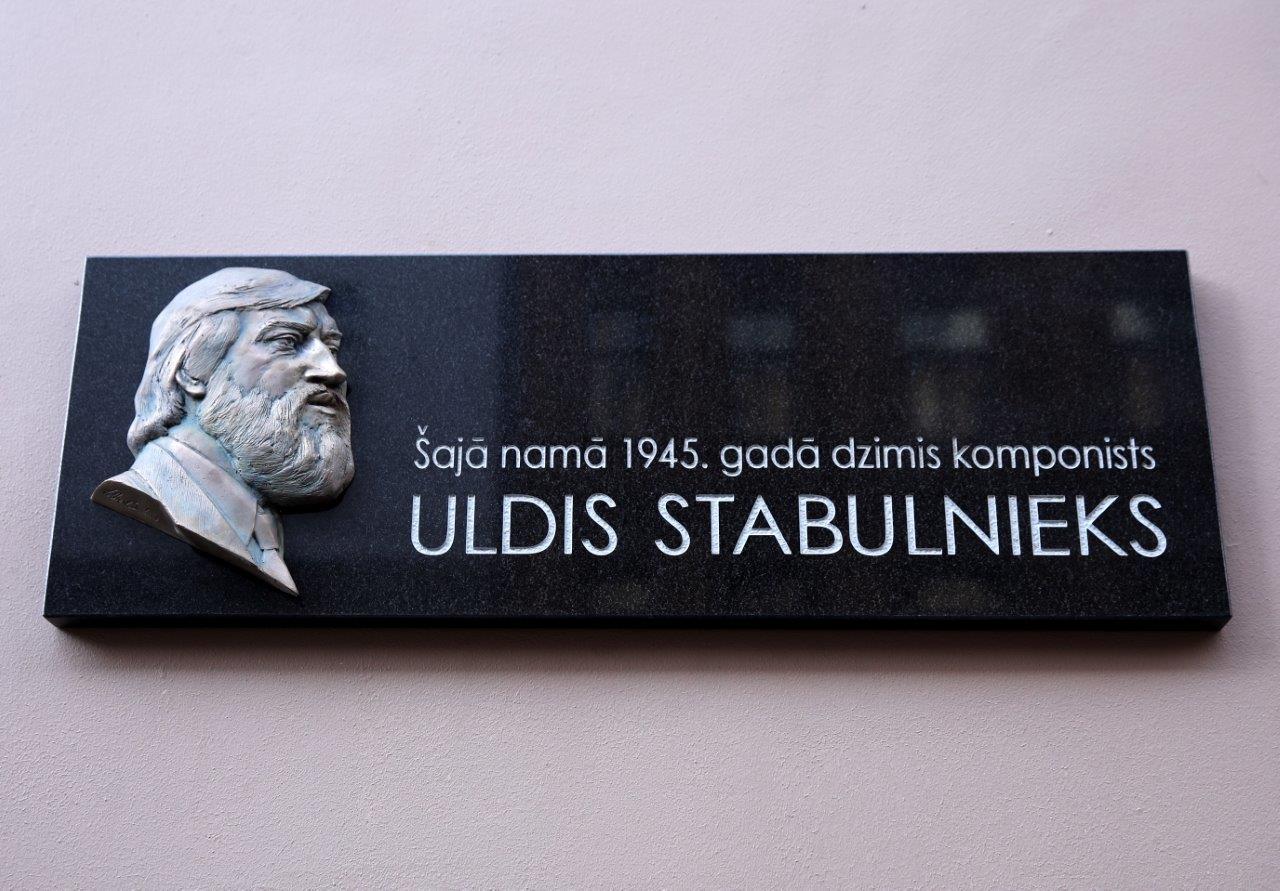 Šajā namā 1945. gadā dzimis komponists
ULDIS STABULNIEKS